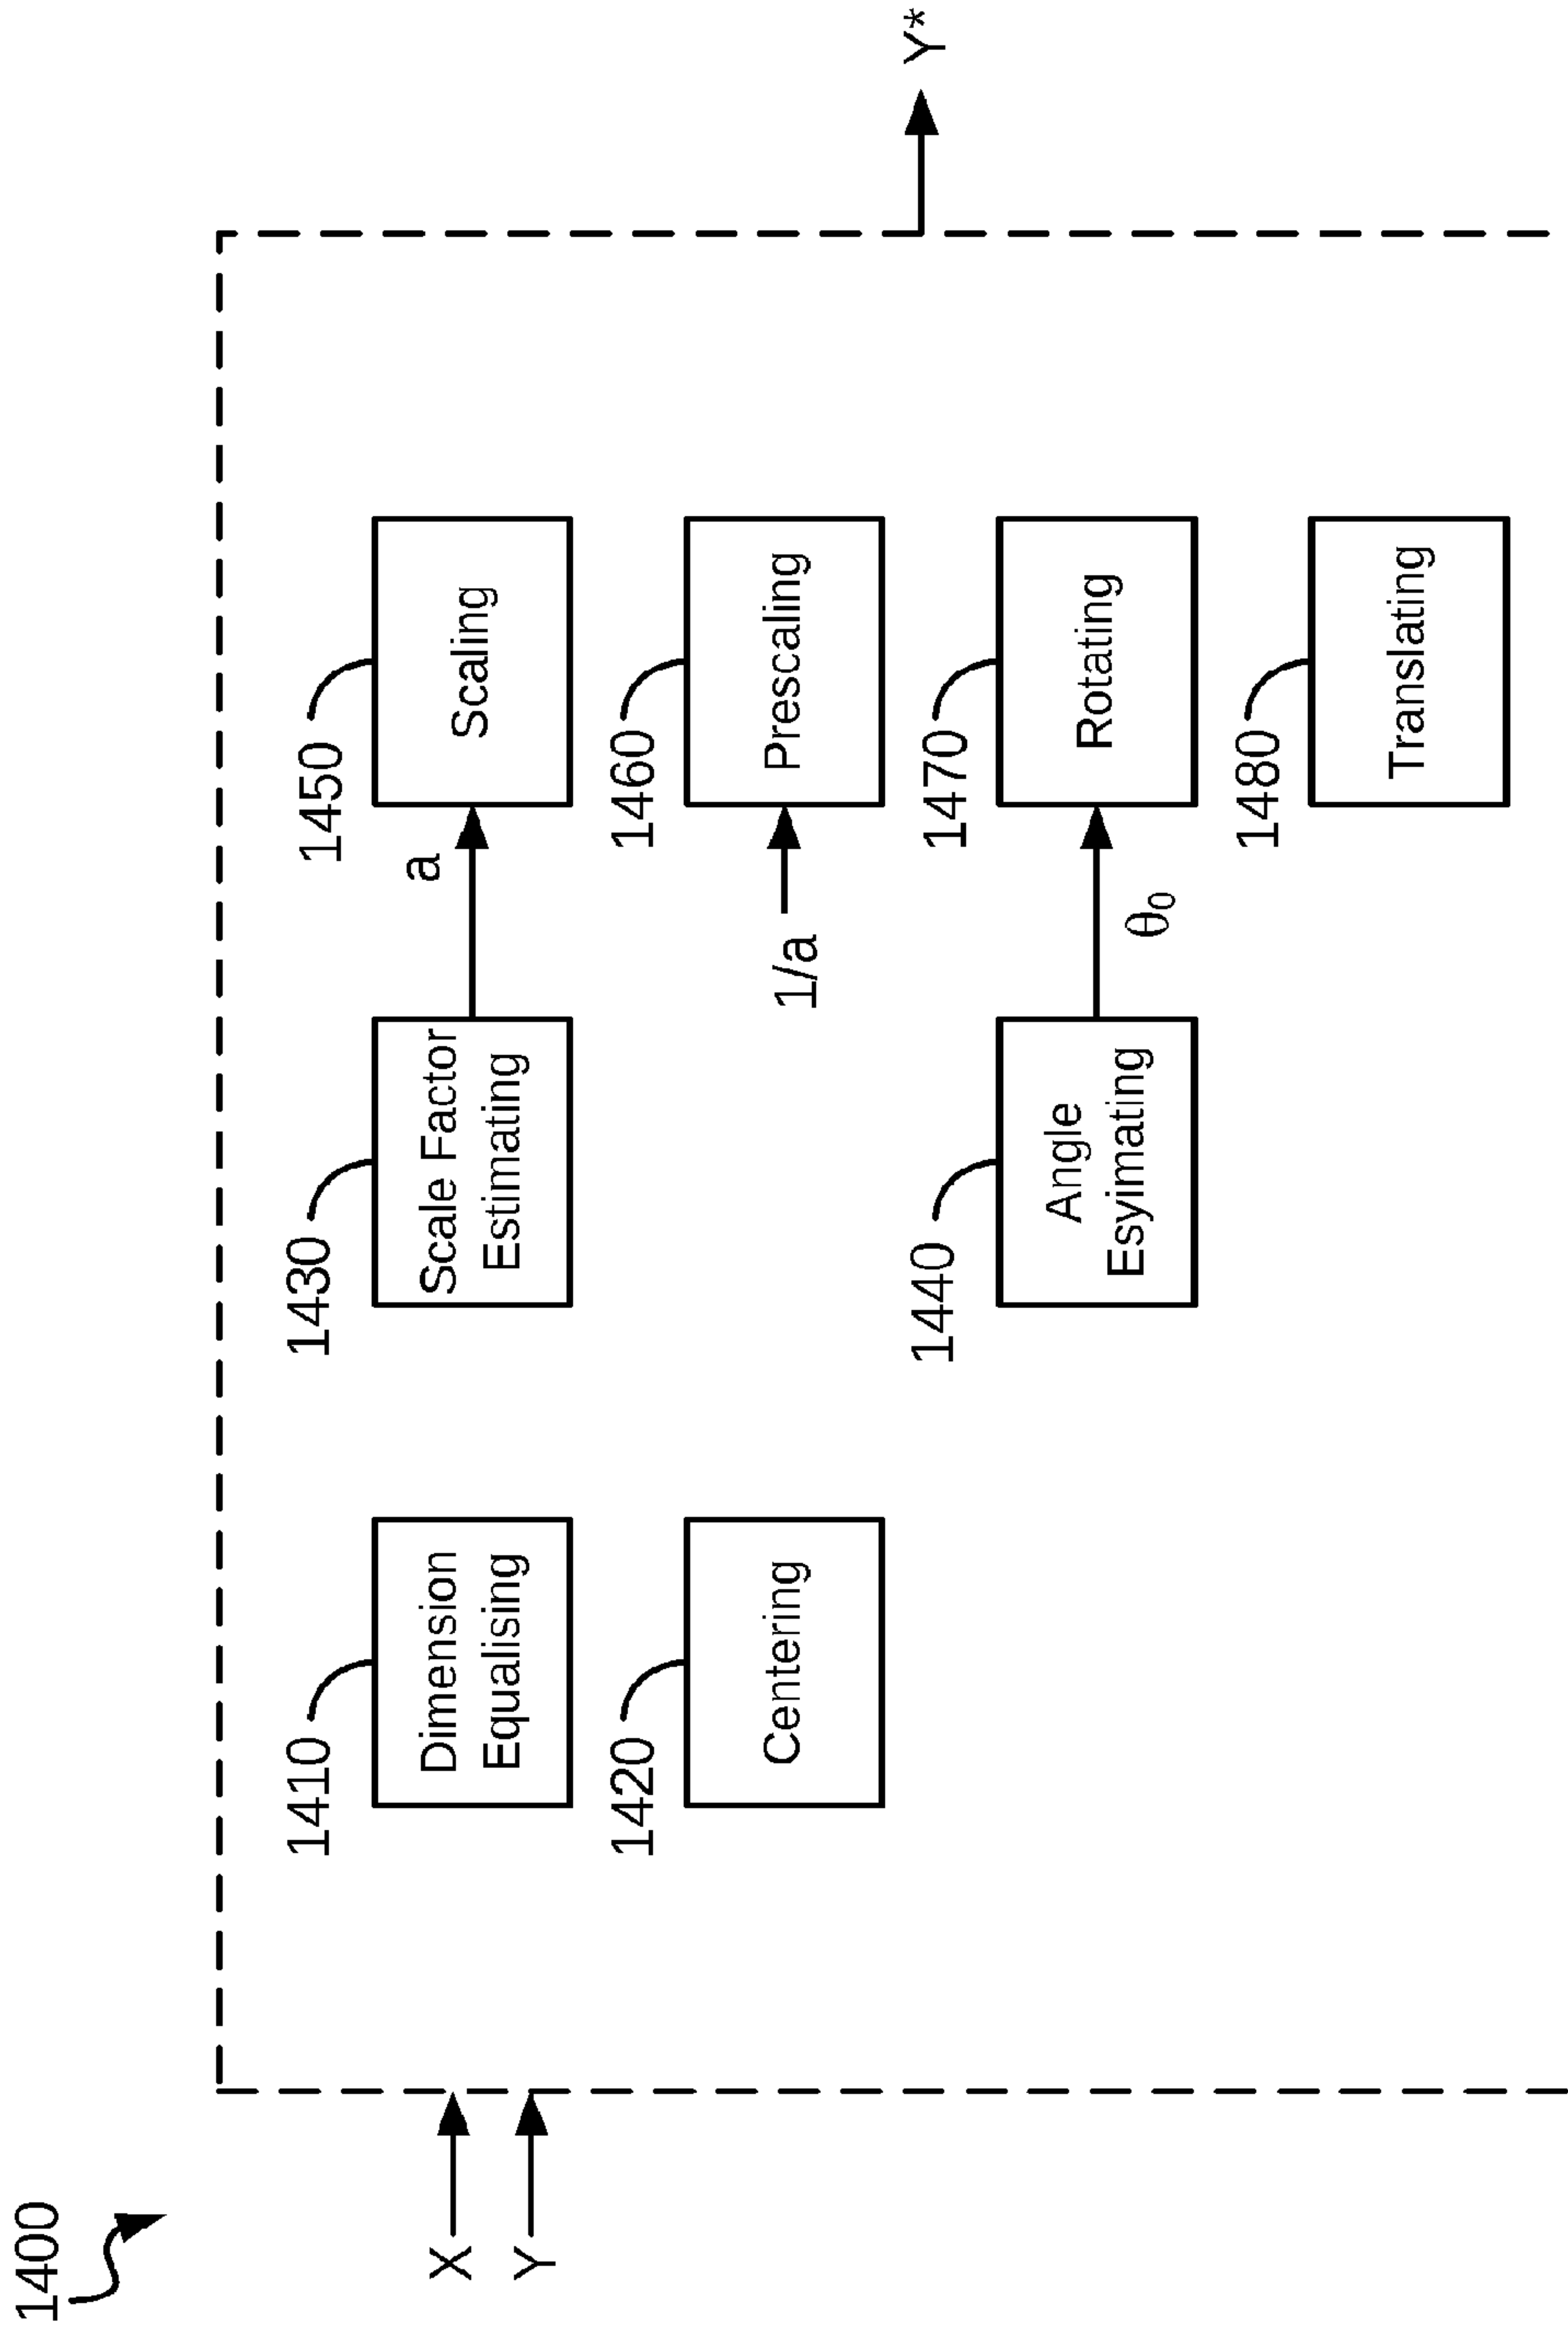 1400
X
Y
1410
Dimension
Equalising
1420
Centering
1430
Scale Factor
Estimating
a
1450
Scaling
1/a
1460
Prescaling
1440
Angle
Esyimating
θ₀
1470
Rotating
1480
Translating
Y*